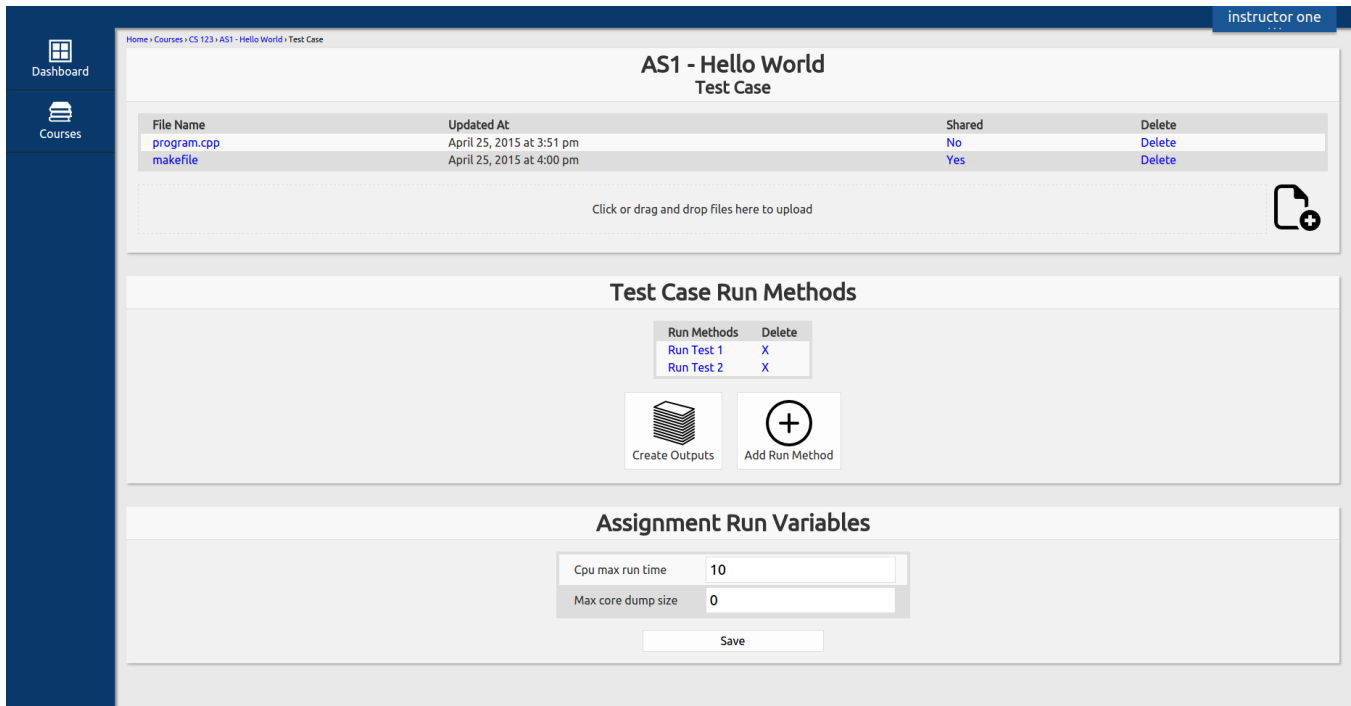 instructor one
...
Dashboard
Courses
Home › Courses › CS 123 › AS1 - Hello World › Test Case
AS1 - Hello World
Test Case
File Name Updated At Shared Delete
program.cpp April 25, 2015 at 3:51 pm No Delete
makefile April 25, 2015 at 4:00 pm Yes Delete
Click or drag and drop files here to upload
Test Case Run Methods
Run Methods Delete
Run Test 1 X
Run Test 2 X
Create Outputs Add Run Method
Assignment Run Variables
Cpu max run time 10
Max core dump size 0
Save